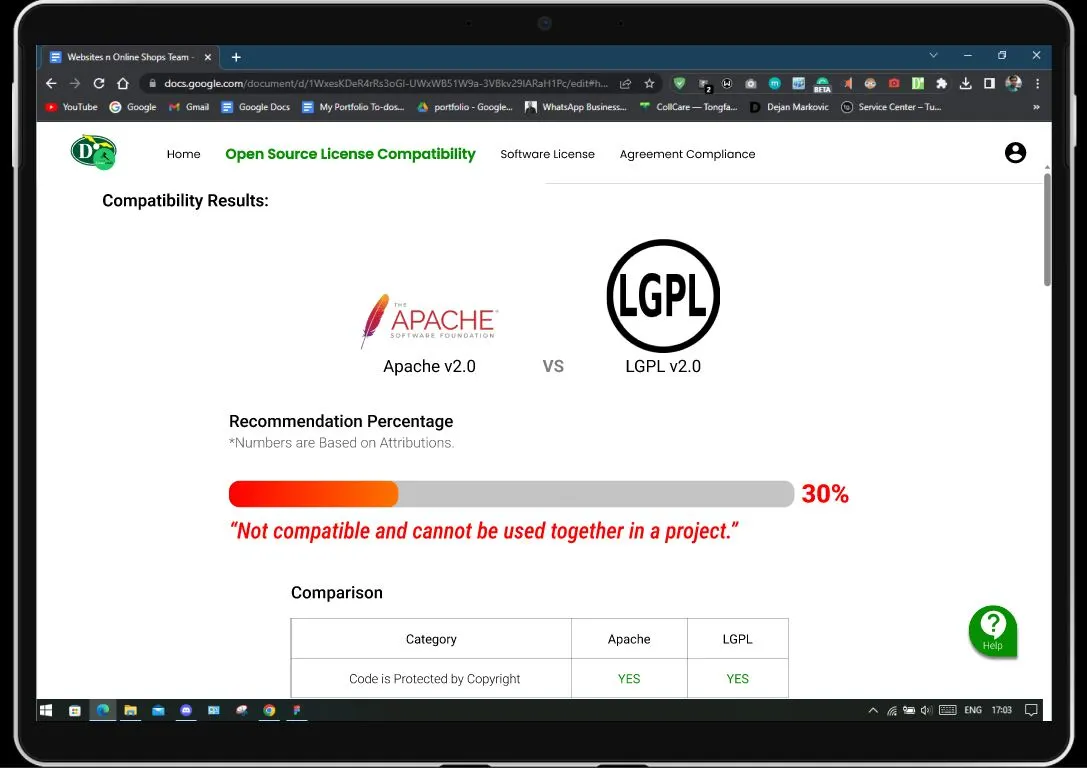 Websites n Online Shops Team -
docs.google.com/document/d/1WxesKDeR4rRs3oGI-UWxWB51W9a-3VBkv29IARaH1Pc/edit#h...
2
BETA
YouTube Google Gmail Google Docs My Portfolio To-dos... portfolio - Google... WhatsApp Business... CollCare — Tongfa... Dejan Markovic Service Center – Tu... »
D Home Open Source License Compatibility Software License Agreement Compliance
Compatibility Results:
LGPL
THE
APACHE
SOFTWARE FOUNDATION
Apache v2.0 VS LGPL v2.0
Recommendation Percentage
*Numbers are Based on Attributions.
30%
“Not compatible and cannot be used together in a project.”
Comparison
Category Apache LGPL
Help
Code is Protected by Copyright YES YES
ENG 17:03